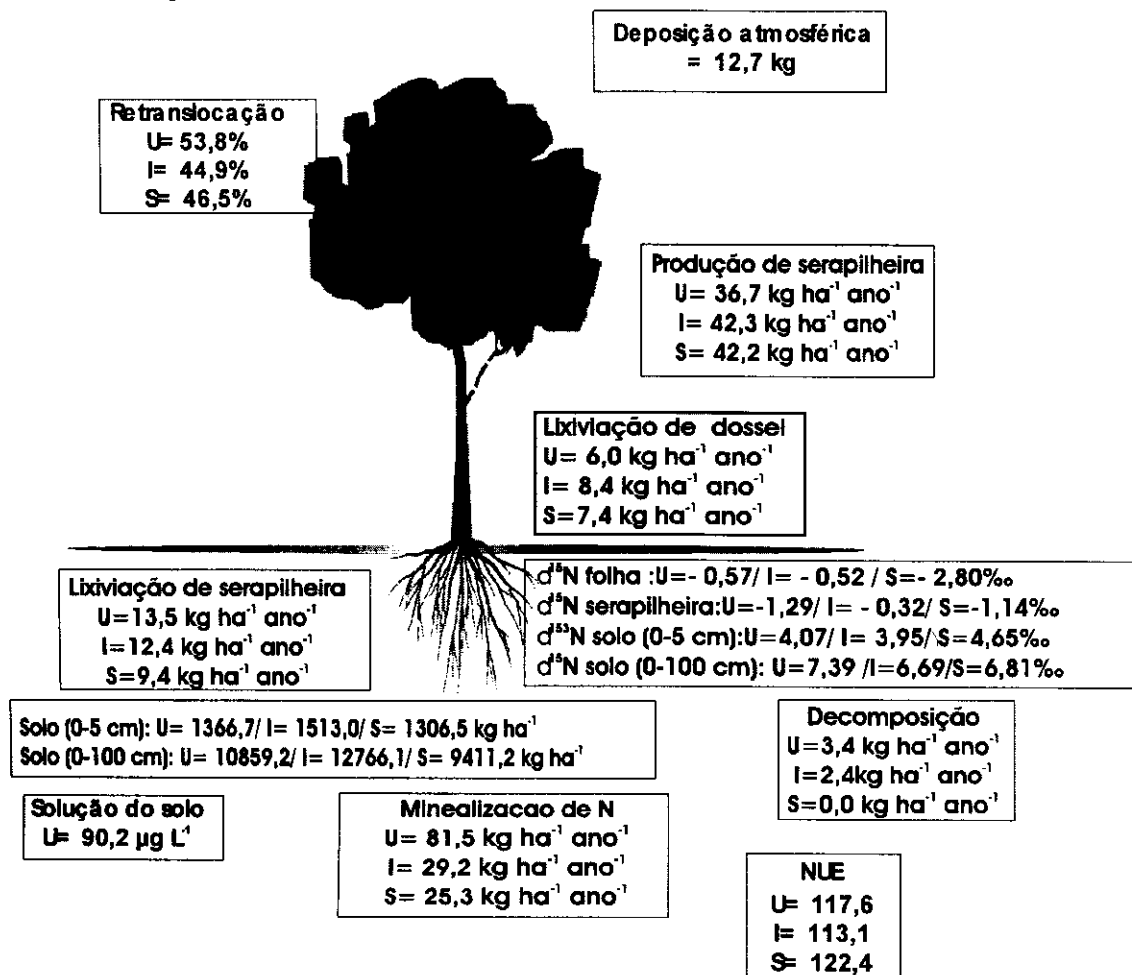 Deposição atmosférica
= 12,7 kg
Retranslocação
U= 53,8%
I= 44,9%
S= 46,5%
Produção de serapilheira
U= 36,7 kg ha⁻¹ ano⁻¹
I= 42,3 kg ha⁻¹ ano⁻¹
S= 42,2 kg ha⁻¹ ano⁻¹
Lixiviação de dossel
U= 6,0 kg ha⁻¹ ano⁻¹
I= 8,4 kg ha⁻¹ ano⁻¹
S=7,4 kg ha⁻¹ ano⁻¹
Lixiviação de serapilheira
U=13,5 kg ha⁻¹ ano⁻¹
I=12,4 kg ha⁻¹ ano⁻¹
S=9,4 kg ha⁻¹ ano⁻¹
d¹⁵N folha :U=- 0,57/ I= - 0,52 / S=- 2,80‰
d¹⁵N serapilheira:U=-1,29/ I= - 0,32/ S=-1,14‰
d¹⁵³N solo (0-5 cm):U=4,07/ I= 3,95/ S=4,65‰
d¹⁵N solo (0-100 cm): U=7,39 /I=6,69/S=6,81‰
Solo (0-5 cm): U= 1366,7/ I= 1513,0/ S= 1306,5 kg ha⁻¹
Solo (0-100 cm): U= 10859,2/ I= 12766,1/ S= 9411,2 kg ha⁻¹
Decomposição
U=3,4 kg ha⁻¹ ano⁻¹
I=2,4kg ha⁻¹ ano⁻¹
S=0,0 kg ha⁻¹ ano⁻¹
Solução do solo
U= 90,2 µg L⁻¹
Minealizacao de N
U= 81,5 kg ha⁻¹ ano⁻¹
I= 29,2 kg ha⁻¹ ano⁻¹
S= 25,3 kg ha⁻¹ ano⁻¹
NUE
U= 117,6
I= 113,1
S= 122,4